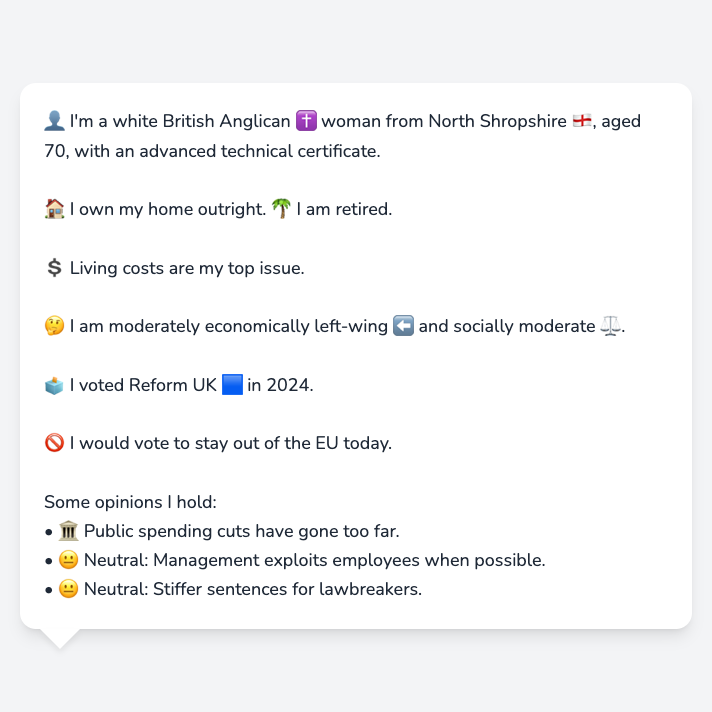 👤 I'm a white British Anglican ✝️ woman from North Shropshire 🏴󠁧󠁢󠁥󠁮󠁧󠁿, aged
70, with an advanced technical certificate.
🏠 I own my home outright. 🌴 I am retired.
💲 Living costs are my top issue.
🤔 I am moderately economically left-wing ⬅️ and socially moderate ⚖️.
🗳️ I voted Reform UK 🟦 in 2024.
🚫 I would vote to stay out of the EU today.
Some opinions I hold:
• 🏛️ Public spending cuts have gone too far.
• 😐 Neutral: Management exploits employees when possible.
• 😐 Neutral: Stiffer sentences for lawbreakers.